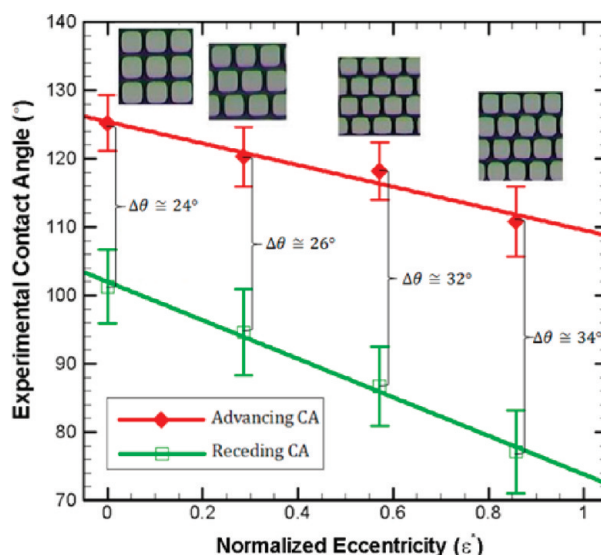 140
130
120
110
100
90
80
70
Experimental Contact Angle (°)
Δθ ≅ 24°
Δθ ≅ 26°
Δθ ≅ 32°
Δθ ≅ 34°
Advancing CA
Receding CA
0 0.2 0.4 0.6 0.8 1
Normalized Eccentricity (ε*)